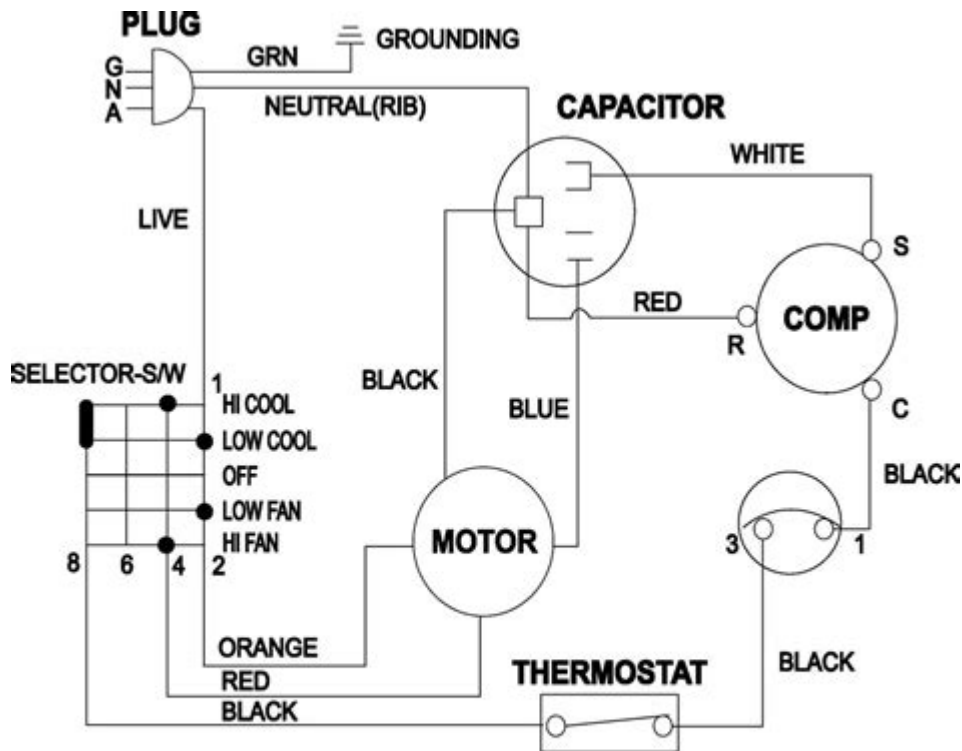 PLUG
G
GRN
GROUNDING
N
A
NEUTRAL(RIB)
CAPACITOR
WHITE
LIVE
S
RED
COMP
R
SELECTOR-S/W
1
BLACK
HI COOL
BLUE
C
LOW COOL
OFF
BLACK
LOW FAN
HI FAN
MOTOR
3
1
8
6
4
2
ORANGE
BLACK
RED
THERMOSTAT
BLACK